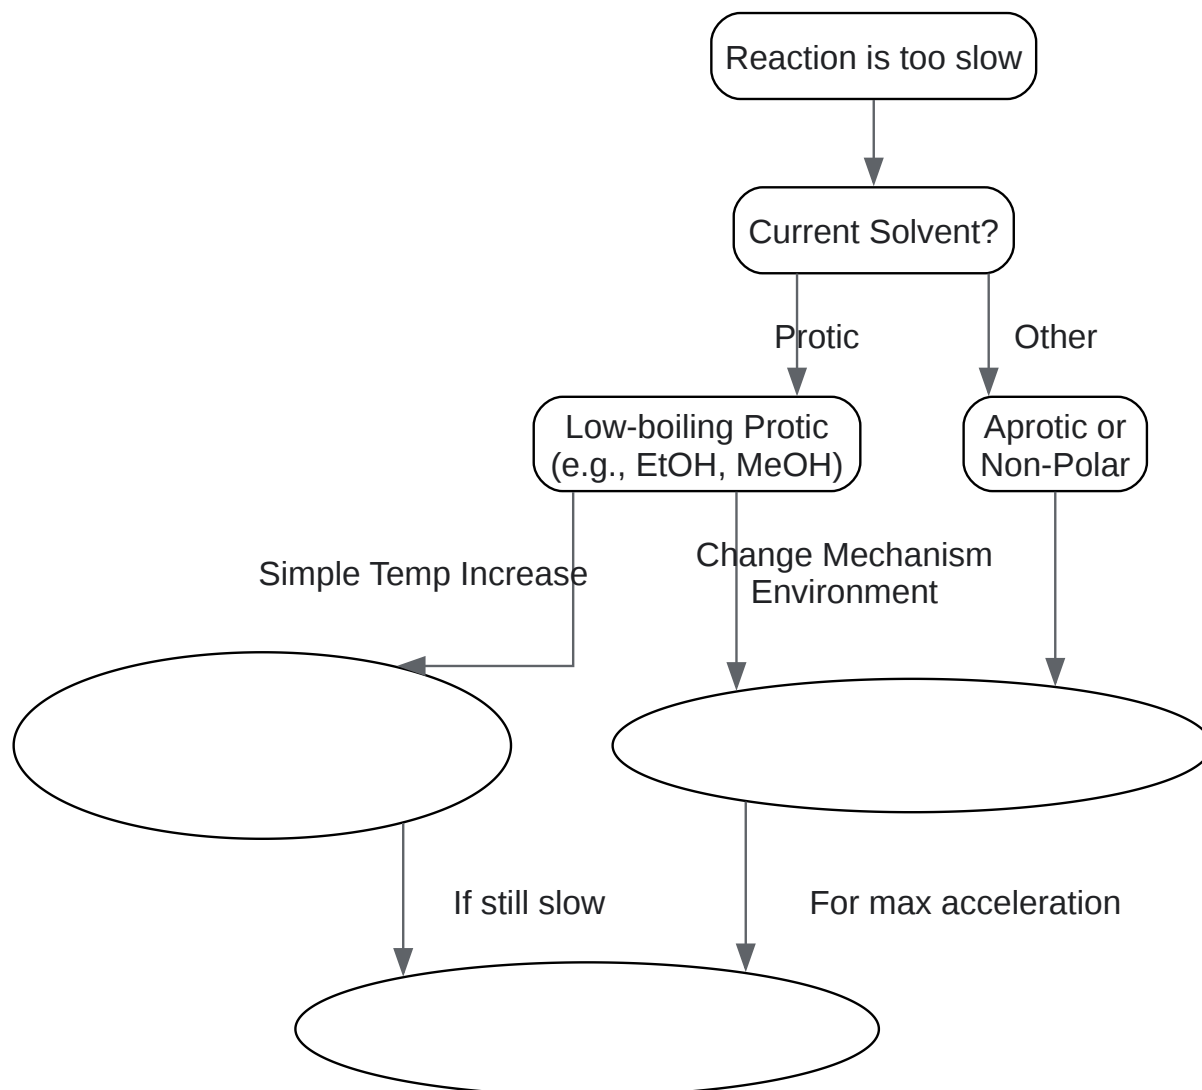 Reaction is too slow
Current Solvent?
Protic
Other
Low-boiling Protic
(e.g., EtOH, MeOH)
Aprotic or
Non-Polar
Simple Temp Increase
Change Mechanism
Environment
If still slow
For max acceleration